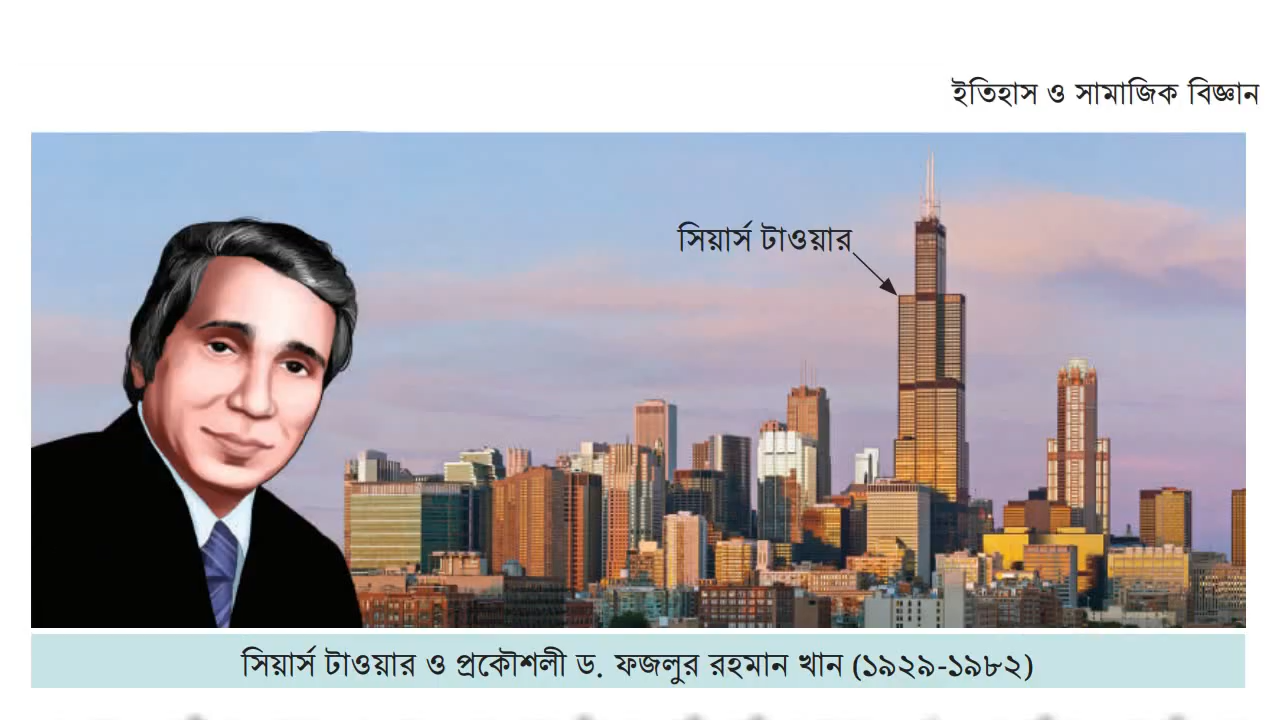 ইতিহাস ও সামাজিক বিজ্ঞান
সিয়ার্স টাওয়ার
সিয়ার্স টাওয়ার ও প্রকৌশলী ড. ফজলুর রহমান খান (১৯২৯-১৯৮২)